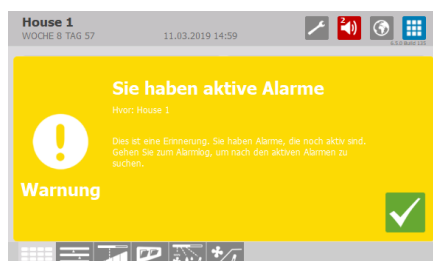 House 1
WOCHE 8 TAG 57
11.03.2019 14:59
2
Sie haben aktive Alarme
Hvor: House 1
Dies ist eine Erinnerung. Sie haben Alarme, die noch aktiv sind.
Gehen Sie zum Alarmlog, um nach den aktiven Alarmen zu
suchen.
Warnung